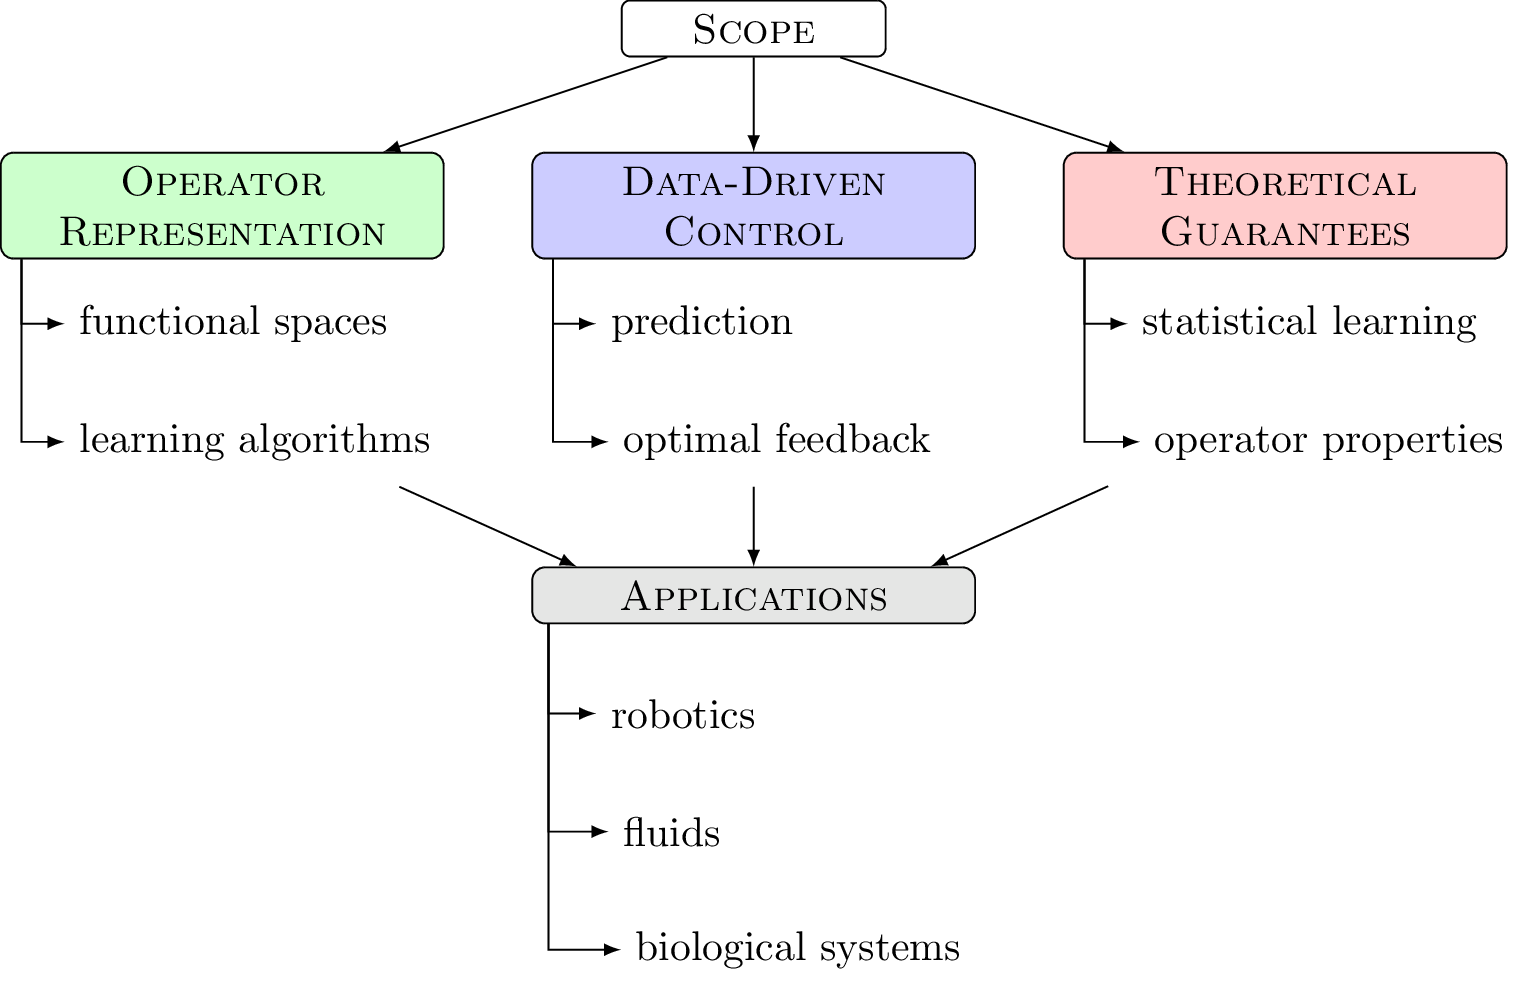 Scope
Operator
Representation
functional spaces
learning algorithms
Data-Driven
Control
prediction
optimal feedback
Theoretical
Guarantees
statistical learning
operator properties
Applications
robotics
fluids
biological systems